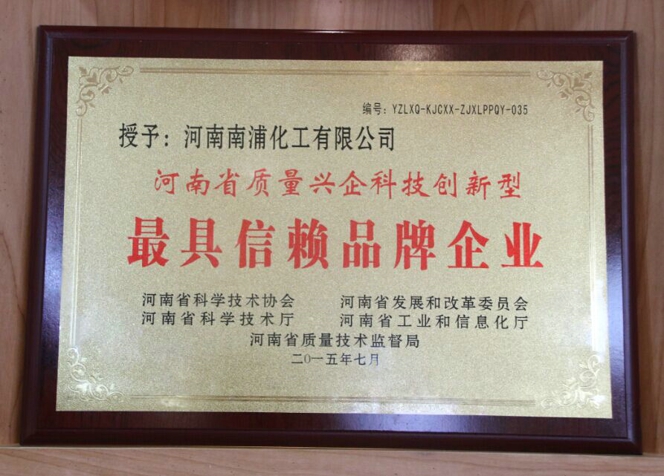 编号：YZLXQ-KJCXX-ZJXLPPQY-035
授予：河南南浦化工有限公司
河南省质量兴企科技创新型
最具信赖品牌企业
河南省科学技术协会 河南省发展和改革委员会
河南省科学技术厅 河南省工业和信息化厅
河南省质量技术监督局
二〇一五年七月